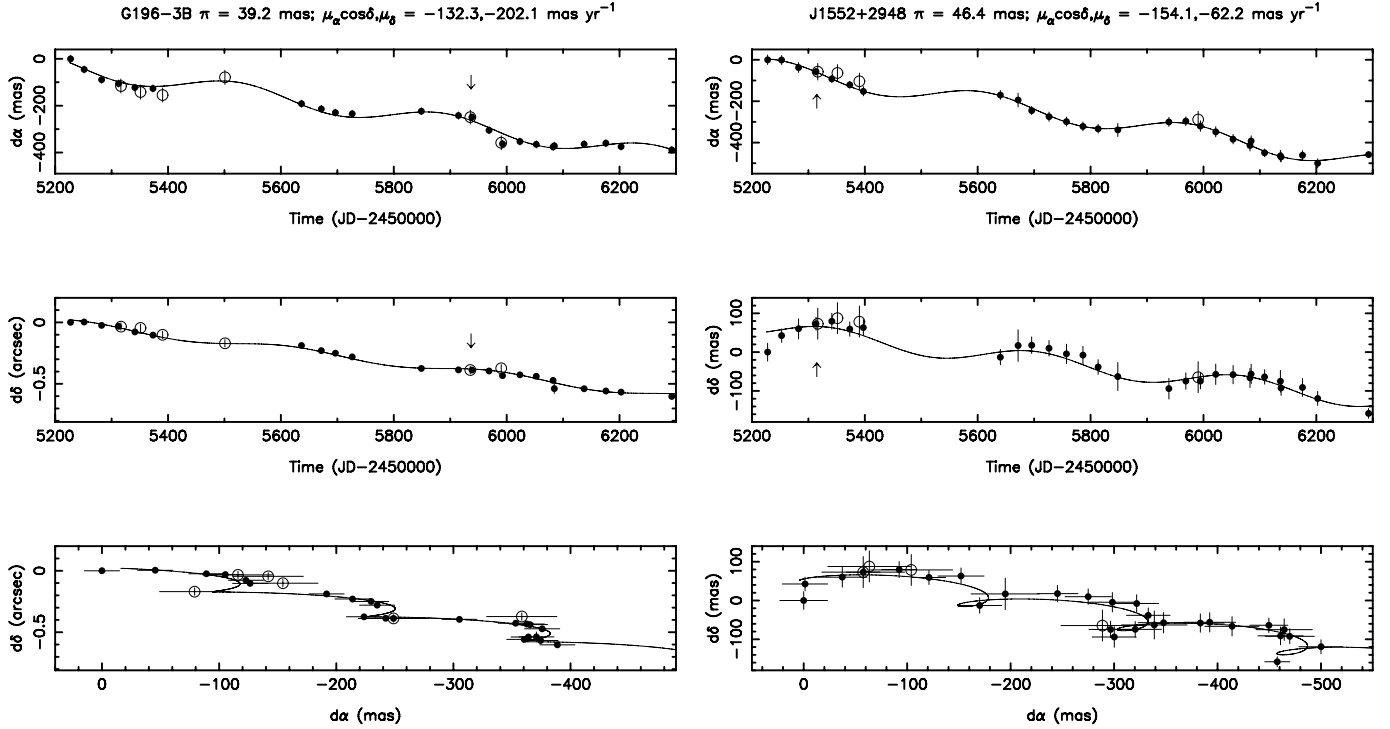 G196−3B π = 39.2 mas; μαcosδ,μδ = −132.3,−202.1 mas yr−1
J1552+2948 π = 46.4 mas; μαcosδ,μδ = −154.1,−62.2 mas yr−1
dα (mas)
0
−200
−400
5200 5400 5600 5800 6000 6200
Time (JD−2450000)
dα (mas)
0
−200
−400
5200 5400 5600 5800 6000 6200
Time (JD−2450000)
dδ (arcsec)
0
−0.5
5200 5400 5600 5800 6000 6200
Time (JD−2450000)
dδ (mas)
100
0
−100
5200 5400 5600 5800 6000 6200
Time (JD−2450000)
dδ (arcsec)
0
−0.5
0 −100 −200 −300 −400
dα (mas)
dδ (mas)
100
0
−100
0 −100 −200 −300 −400 −500
dα (mas)